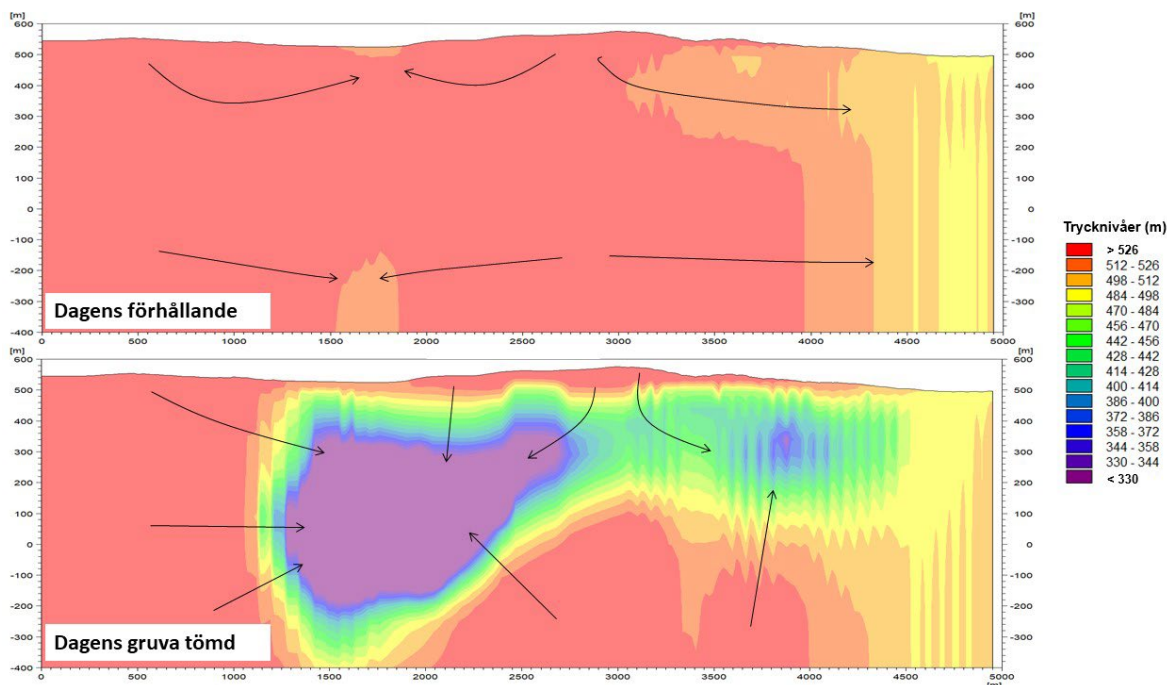 [m]
[m]
600
600
500
500
400
400
300
300
200
200
100
100
0
0
-100
-100
-200
-200
-300
-300
-400
Dagens förhållande
0
500
1000
1500
2000
2500
3000
3500
4000
4500
5000
[m]
[m]
[m]
600
600
500
500
400
400
300
300
200
200
100
100
0
0
-100
-100
-200
-200
-300
-300
-400
Dagens gruva tömd
0
500
1000
1500
2000
2500
3000
3500
4000
4500
5000
[m]
Trycknivåer (m)
> 526
512 - 526
498 - 512
484 - 498
470 - 484
456 - 470
442 - 456
428 - 442
414 - 428
400 - 414
386 - 400
372 - 386
358 - 372
344 - 358
330 - 344
< 330